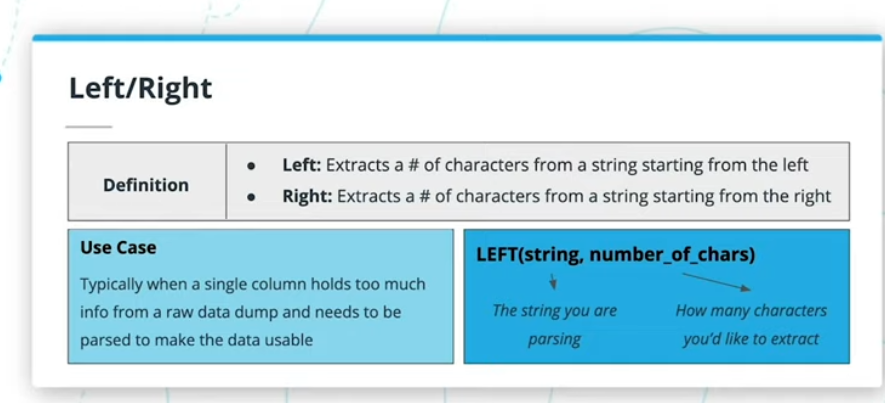 Left/Right
Definition
● Left: Extracts a # of characters from a string starting from the left
● Right: Extracts a # of characters from a string starting from the right
Use Case
Typically when a single column holds too much
info from a raw data dump and needs to be
parsed to make the data usable
LEFT(string, number_of_chars)
The string you are
parsing
How many characters
you'd like to extract